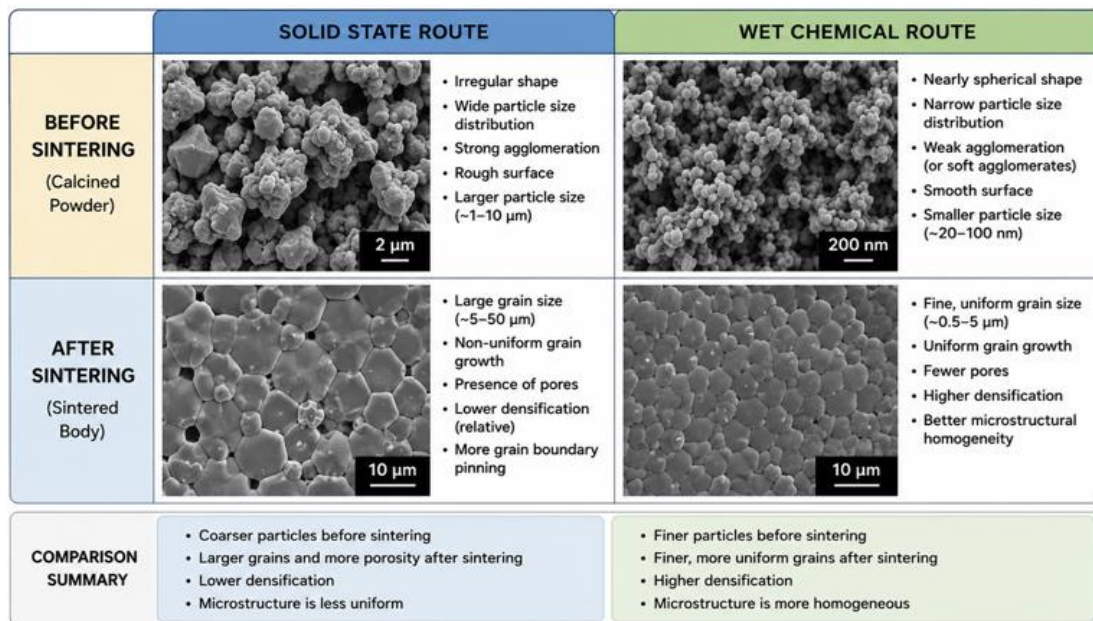 SOLID STATE ROUTE
WET CHEMICAL ROUTE
BEFORE
SINTERING
(Calcined
Powder)
2 µm
• Irregular shape
• Wide particle size
distribution
• Strong agglomeration
• Rough surface
• Larger particle size
(~1–10 µm)
200 nm
• Nearly spherical shape
• Narrow particle size
distribution
• Weak agglomeration
(or soft agglomerates)
• Smooth surface
• Smaller particle size
(~20–100 nm)
AFTER
SINTERING
(Sintered
Body)
10 µm
• Large grain size
(~5–50 µm)
• Non-uniform grain
growth
• Presence of pores
• Lower densification
(relative)
• More grain boundary
pinning
10 µm
• Fine, uniform grain size
(~0.5–5 µm)
• Uniform grain growth
• Fewer pores
• Higher densification
• Better microstructural
homogeneity
COMPARISON
SUMMARY
• Coarser particles before sintering
• Larger grains and more porosity after sintering
• Lower densification
• Microstructure is less uniform
• Finer particles before sintering
• Finer, more uniform grains after sintering
• Higher densification
• Microstructure is more homogeneous